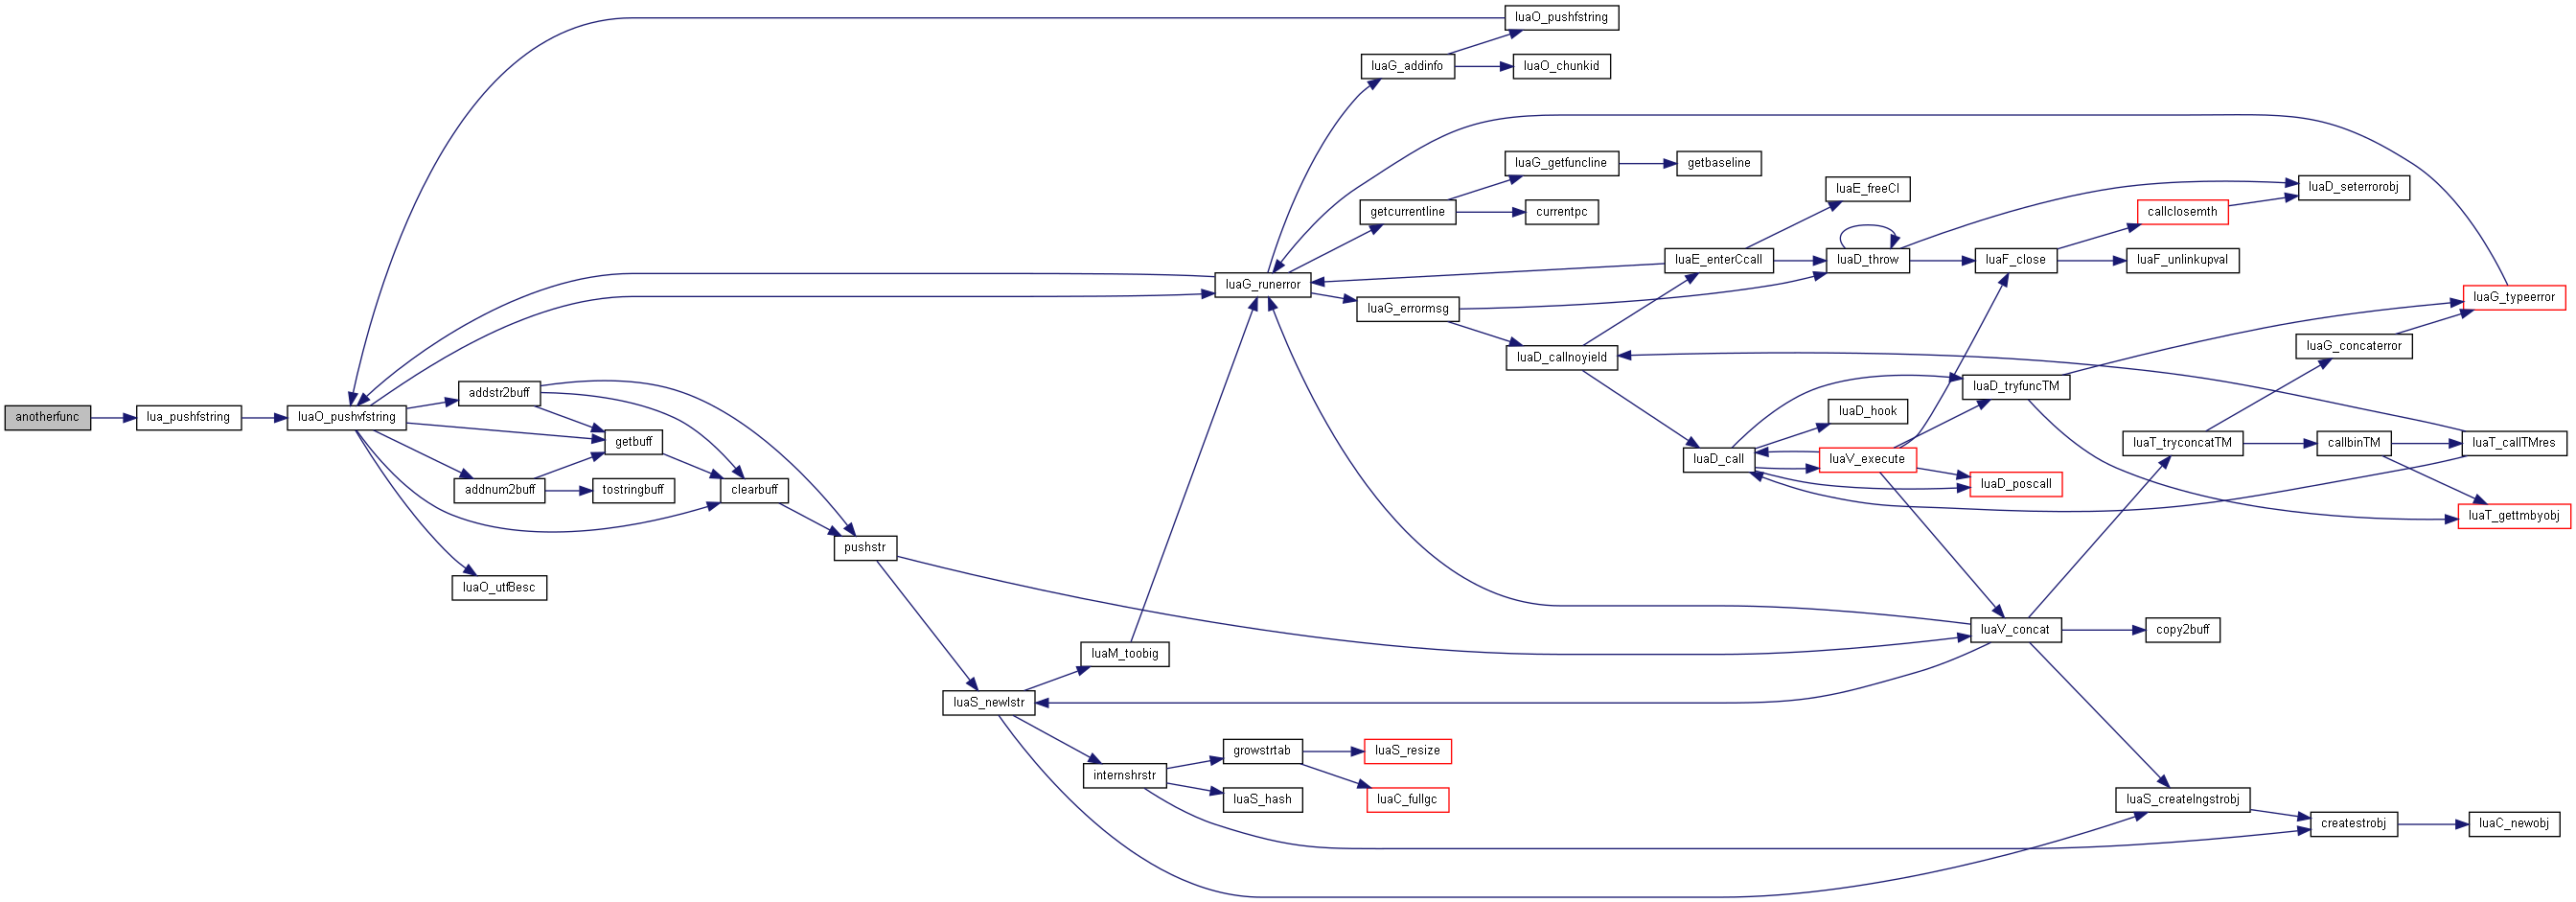 luaO_pushfstring
luaG_addinfo
luaO_chunkid
luaG_getfuncline
getbaseline
luaE_freeCI
luaD_seterrorobj
getcurrentline
currentpc
callclosemth
luaE_enterCcall
luaD_throw
luaF_close
luaF_unlinkupval
luaG_runerror
luaG_errormsg
luaG_typeerror
luaD_callnoyield
luaG_concaterror
luaD_tryfuncTM
addstr2buff
luaD_hook
anotherfunc
lua_pushfstring
luaO_pushvfstring
getbuff
luaT_tryconcatTM
callbinTM
luaT_callTMres
luaD_call
luaV_execute
luaD_poscall
addnum2buff
tostringbuff
clearbuff
luaT_gettmbyobj
pushstr
luaO_utf8esc
luaV_concat
copy2buff
luaM_toobig
luaS_newlstr
growstrtab
luaS_resize
internshrstr
luaS_hash
luaC_fullgc
luaS_createlngstrobj
createstrobj
luaC_newobj